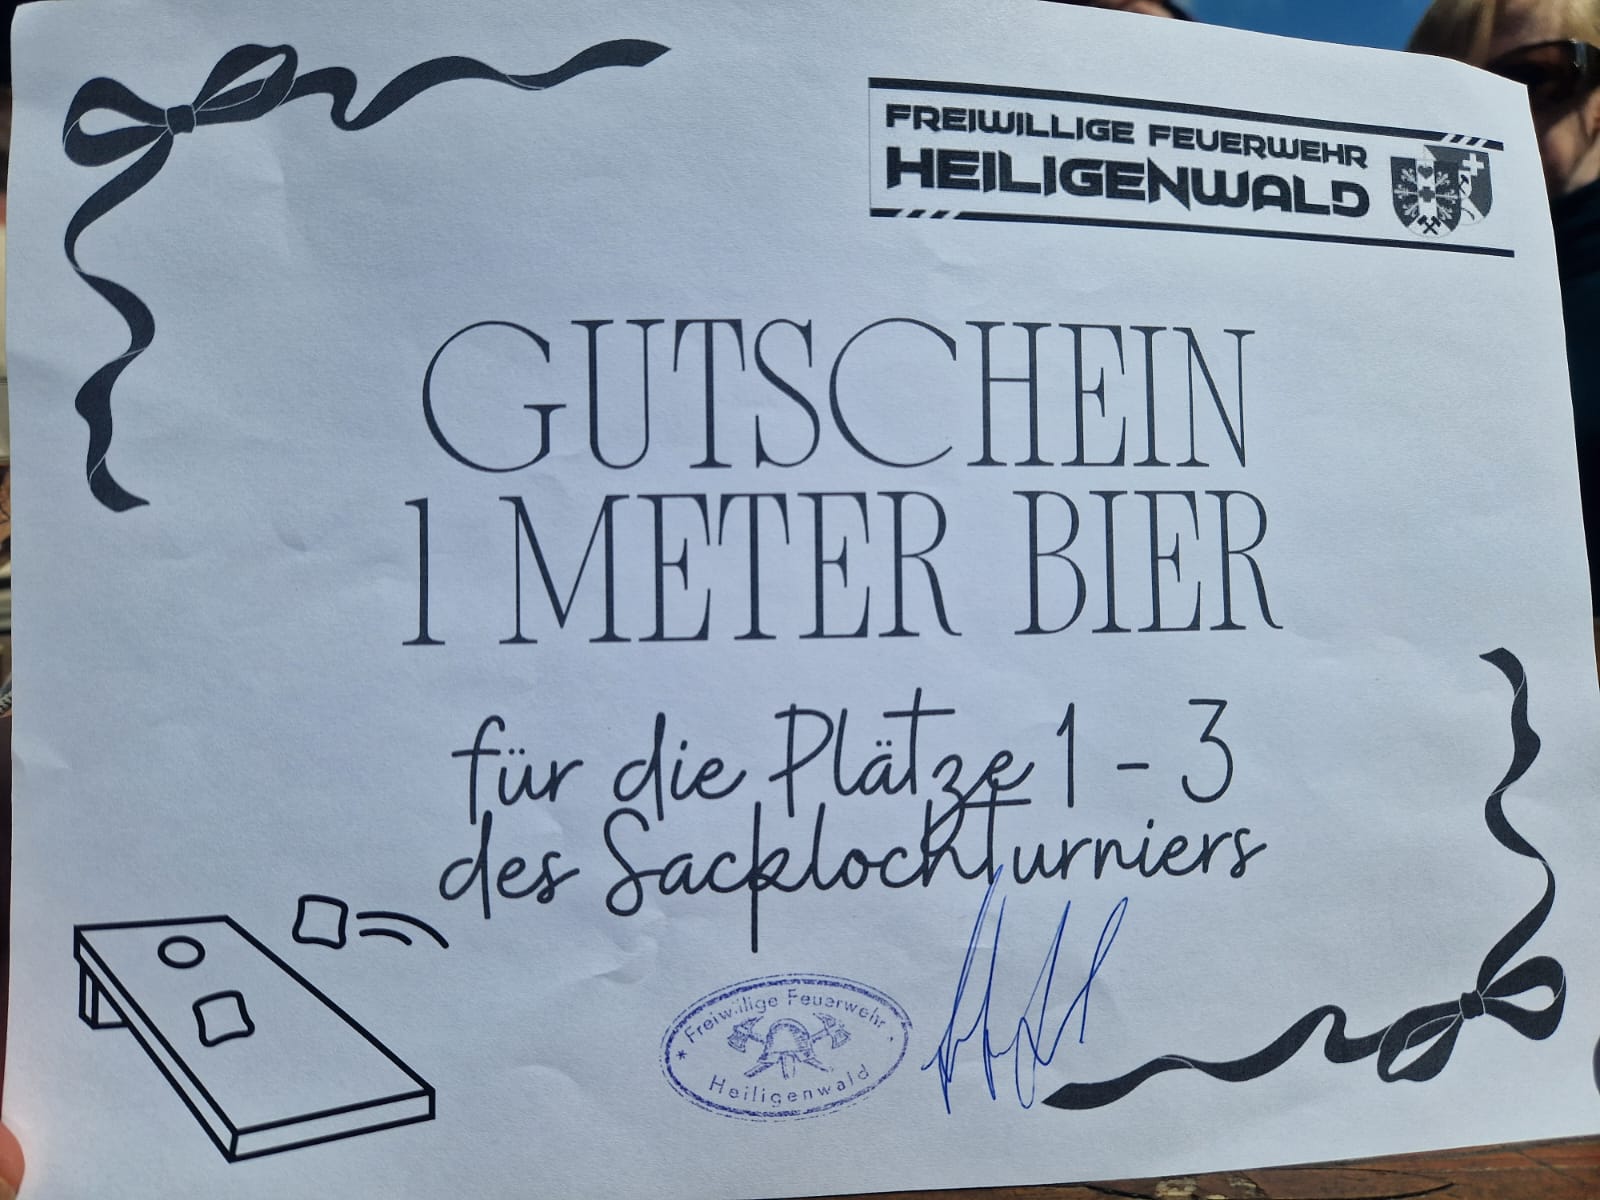 FREIWILLIGE FEUERWEHR
HEILIGENWALD
GUTSCHEIN
1 METER BIER
für die Plätze 1 - 3
des Sacklochturniers
* Freiwillige Feuerwehr *
Heiligenwald